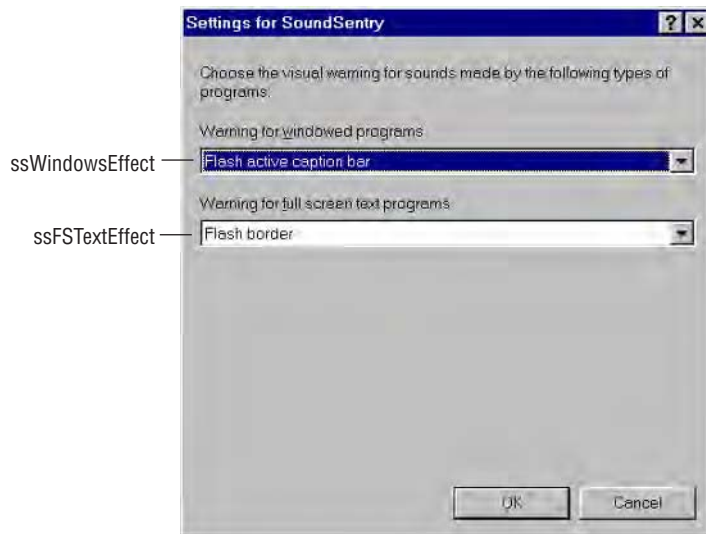 Settings for SoundSentry
Choose the visual warning for sounds made by the following types of
programs:
Warning for windowed programs
ssWindowsEffect
Flash active caption bar
Warning for full screen text programs
ssFSTextEffect
Flash border
OK
Cancel